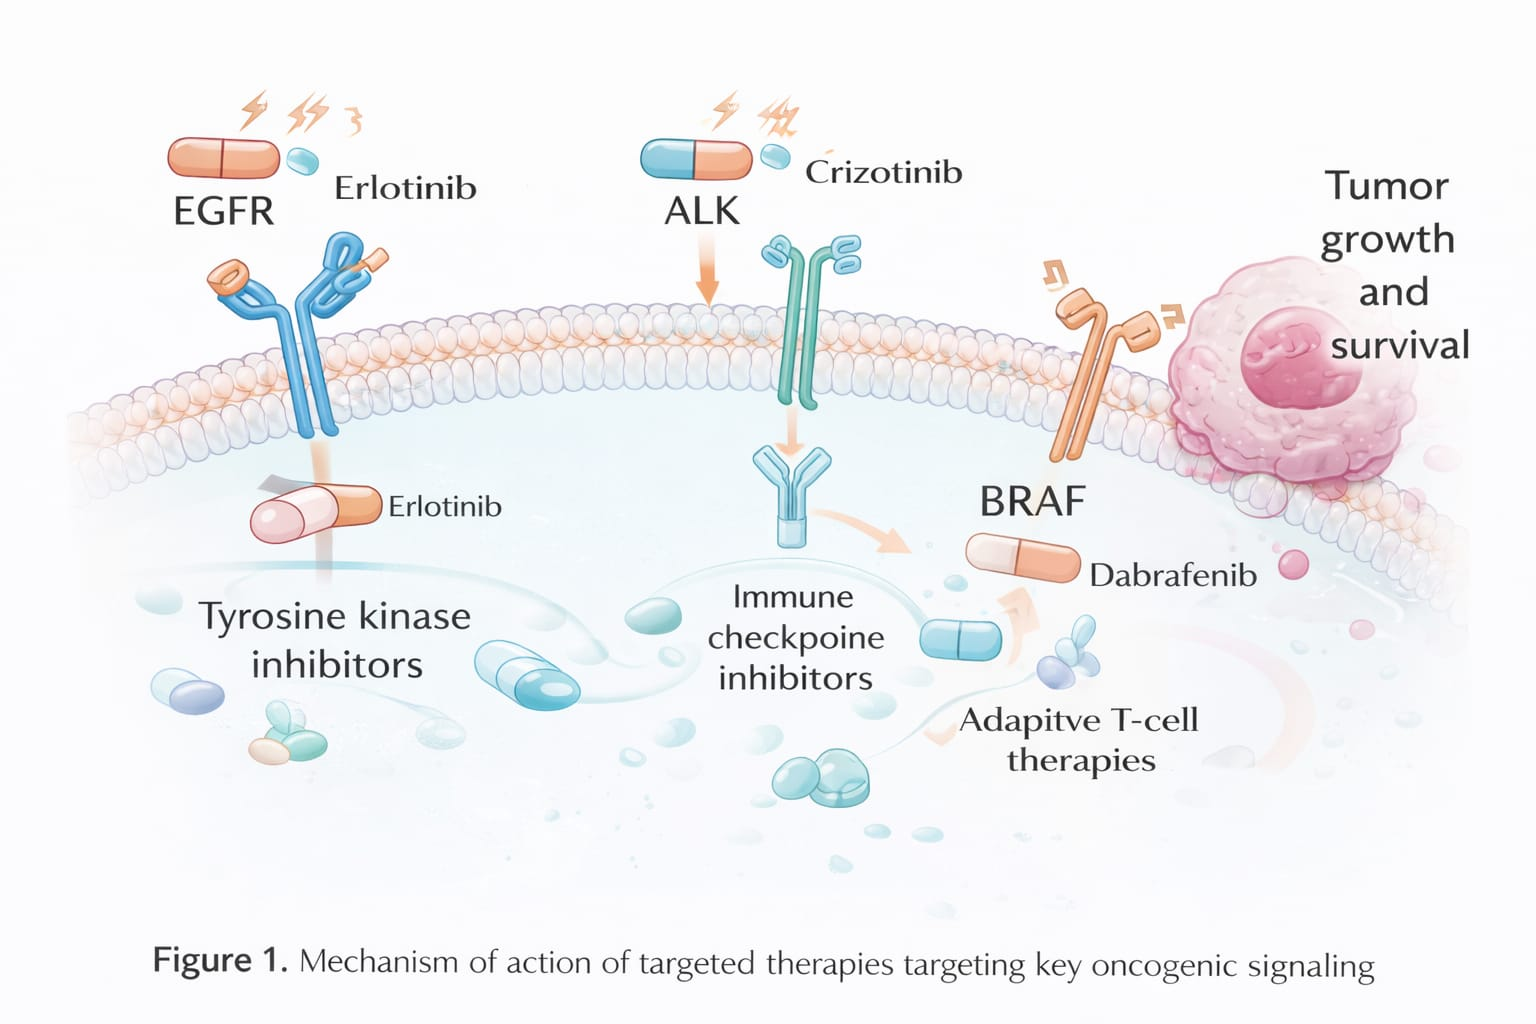 EGFR
Erlotinib
ALK
Crizotinib
Tumor
growth
and
survival
Erlotinib
BRAF
Dabrafenib
Tyrosine kinase
inhibitors
Immune
checkpoine
inhibitors
Adapitve T-cell
therapies
Figure 1. Mechanism of action of targeted therapies targeting key oncogenic signaling